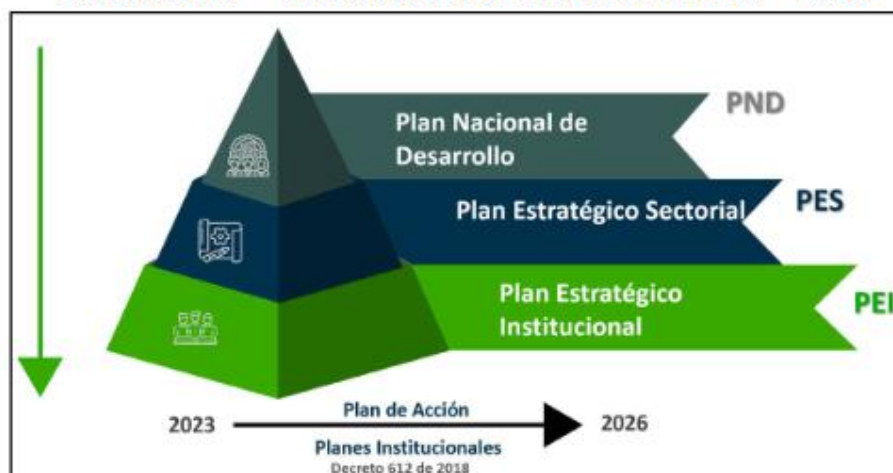 PND
Plan Nacional de
Desarrollo
Plan Estratégico Sectorial
PES
Plan Estratégico
Institucional
PEI
2023
Plan de Acción
2026
Planes Institucionales
Decreto 612 de 2018